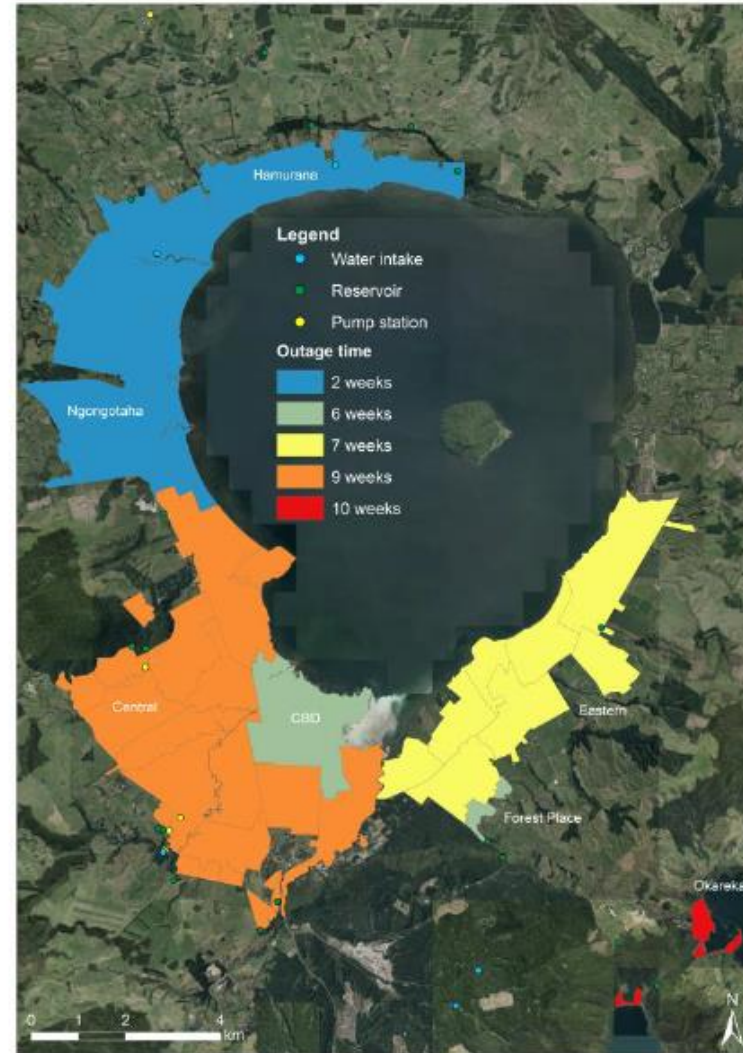 Hamurana
Legend
Water intake
Reservoir
Pump station
Outage time
2 weeks
6 weeks
7 weeks
9 weeks
10 weeks
Ngongotaha
Central
CBD
Eastern
Forest Place
Okareka
N
0 1 2 4
km